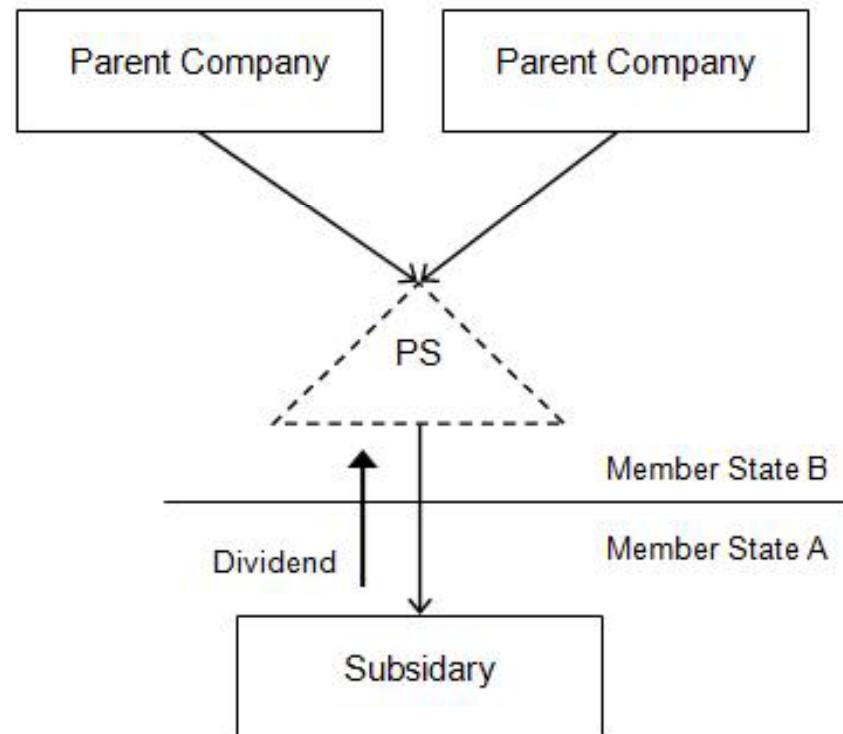 Parent Company
Parent Company
PS
Member State B
Member State A
Dividend
Subsidary